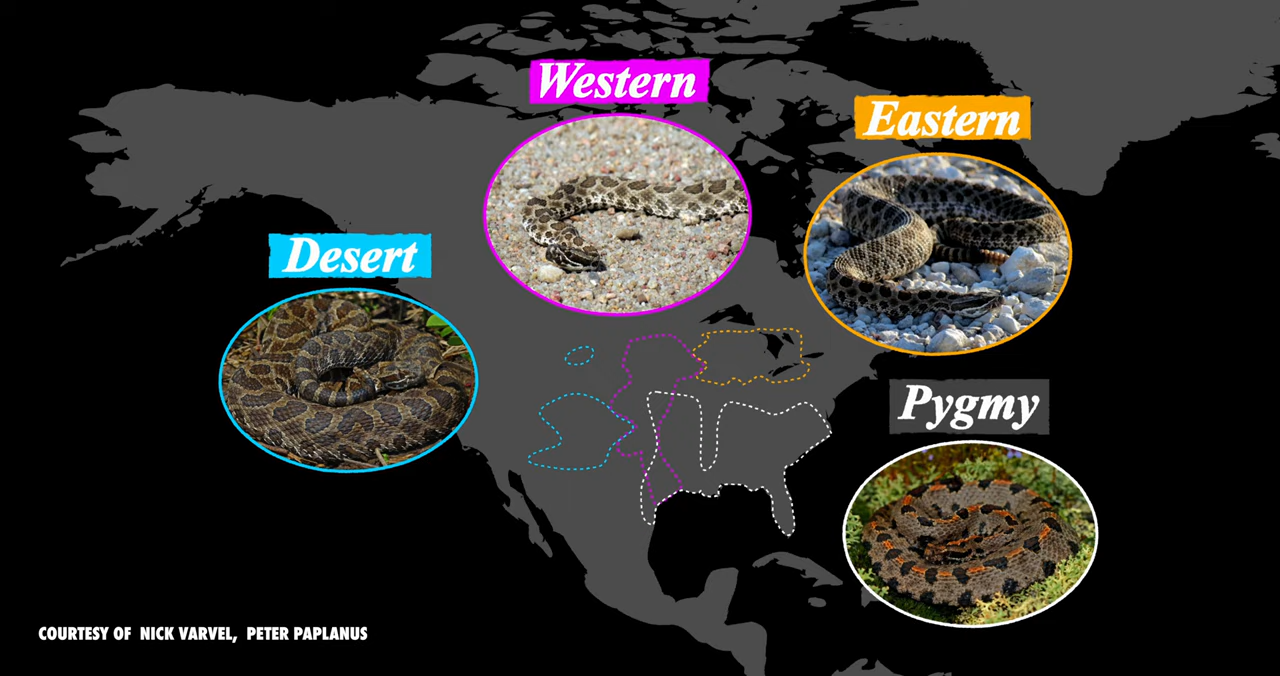 Western
Eastern
Desert
Pygmy
COURTESY OF NICK VARVEL, PETER PAPLANUS